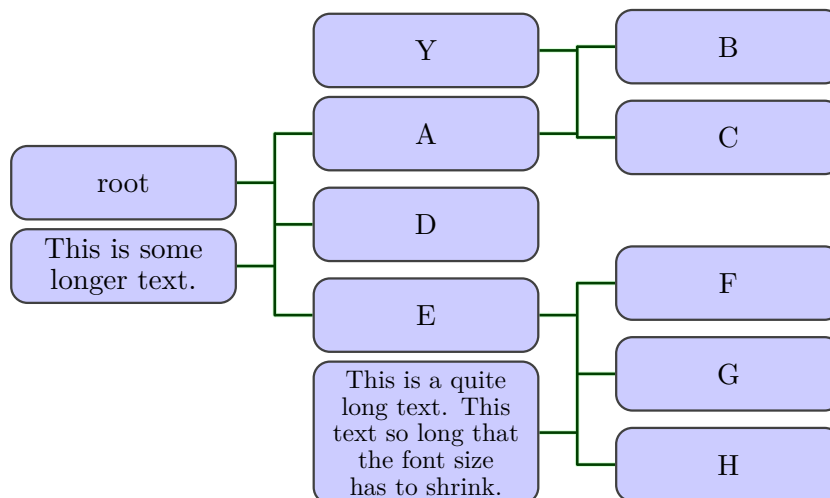 Y
B
A
C
root
D
This is some
longer text.
E
F
This is a quite
long text. This
text so long that
the font size
has to shrink.
G
H